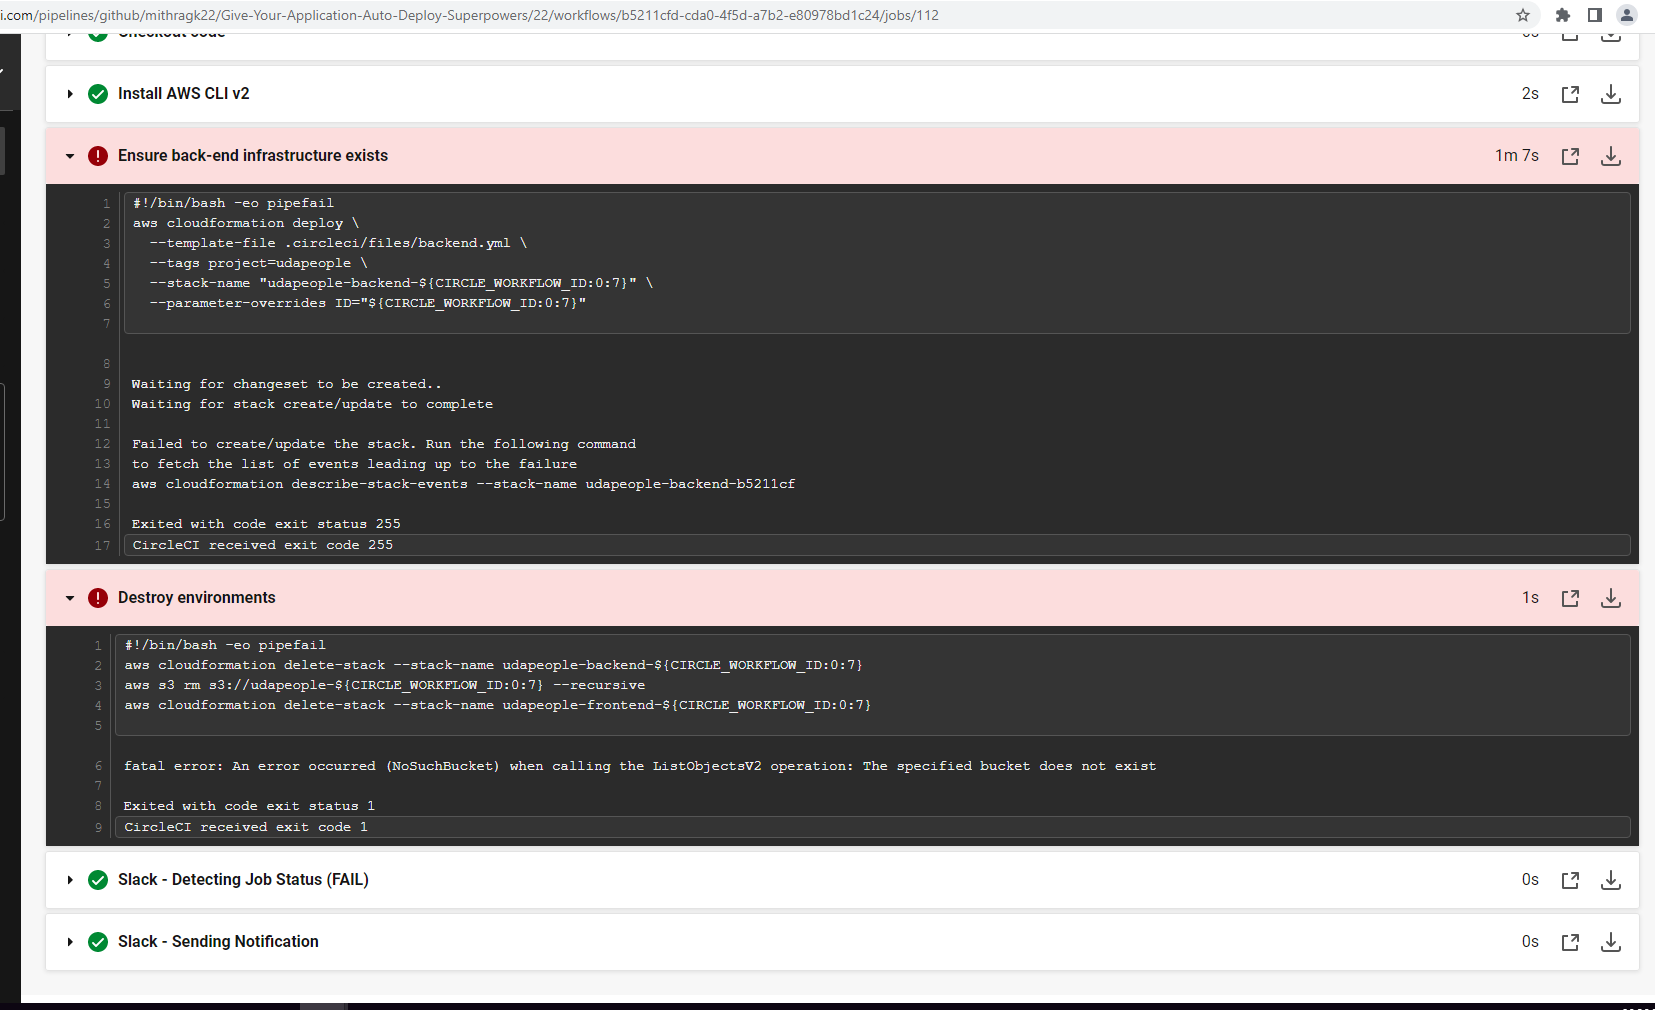 i.com/pipelines/github/mithragk22/Give-Your-Application-Auto-Deploy-Superpowers/22/workflows/b5211cfd-cda0-4f5d-a7b2-e80978bd1c24/jobs/112
Checkout code 0s
Install AWS CLI v2 2s
Ensure back-end infrastructure exists 1m 7s
1 #!/bin/bash -eo pipefail
2 aws cloudformation deploy \
3 --template-file .circleci/files/backend.yml \
4 --tags project=udapeople \
5 --stack-name "udapeople-backend-${CIRCLE_WORKFLOW_ID:0:7}" \
6 --parameter-overrides ID="${CIRCLE_WORKFLOW_ID:0:7}"
7
8
9 Waiting for changeset to be created..
10 Waiting for stack create/update to complete
11
12 Failed to create/update the stack. Run the following command
13 to fetch the list of events leading up to the failure
14 aws cloudformation describe-stack-events --stack-name udapeople-backend-b5211cf
15
16 Exited with code exit status 255
17 CircleCI received exit code 255
Destroy environments 1s
1 #!/bin/bash -eo pipefail
2 aws cloudformation delete-stack --stack-name udapeople-backend-${CIRCLE_WORKFLOW_ID:0:7}
3 aws s3 rm s3://udapeople-${CIRCLE_WORKFLOW_ID:0:7} --recursive
4 aws cloudformation delete-stack --stack-name udapeople-frontend-${CIRCLE_WORKFLOW_ID:0:7}
5
6 fatal error: An error occurred (NoSuchBucket) when calling the ListObjectsV2 operation: The specified bucket does not exist
7
8 Exited with code exit status 1
9 CircleCI received exit code 1
Slack - Detecting Job Status (FAIL) 0s
Slack - Sending Notification 0s